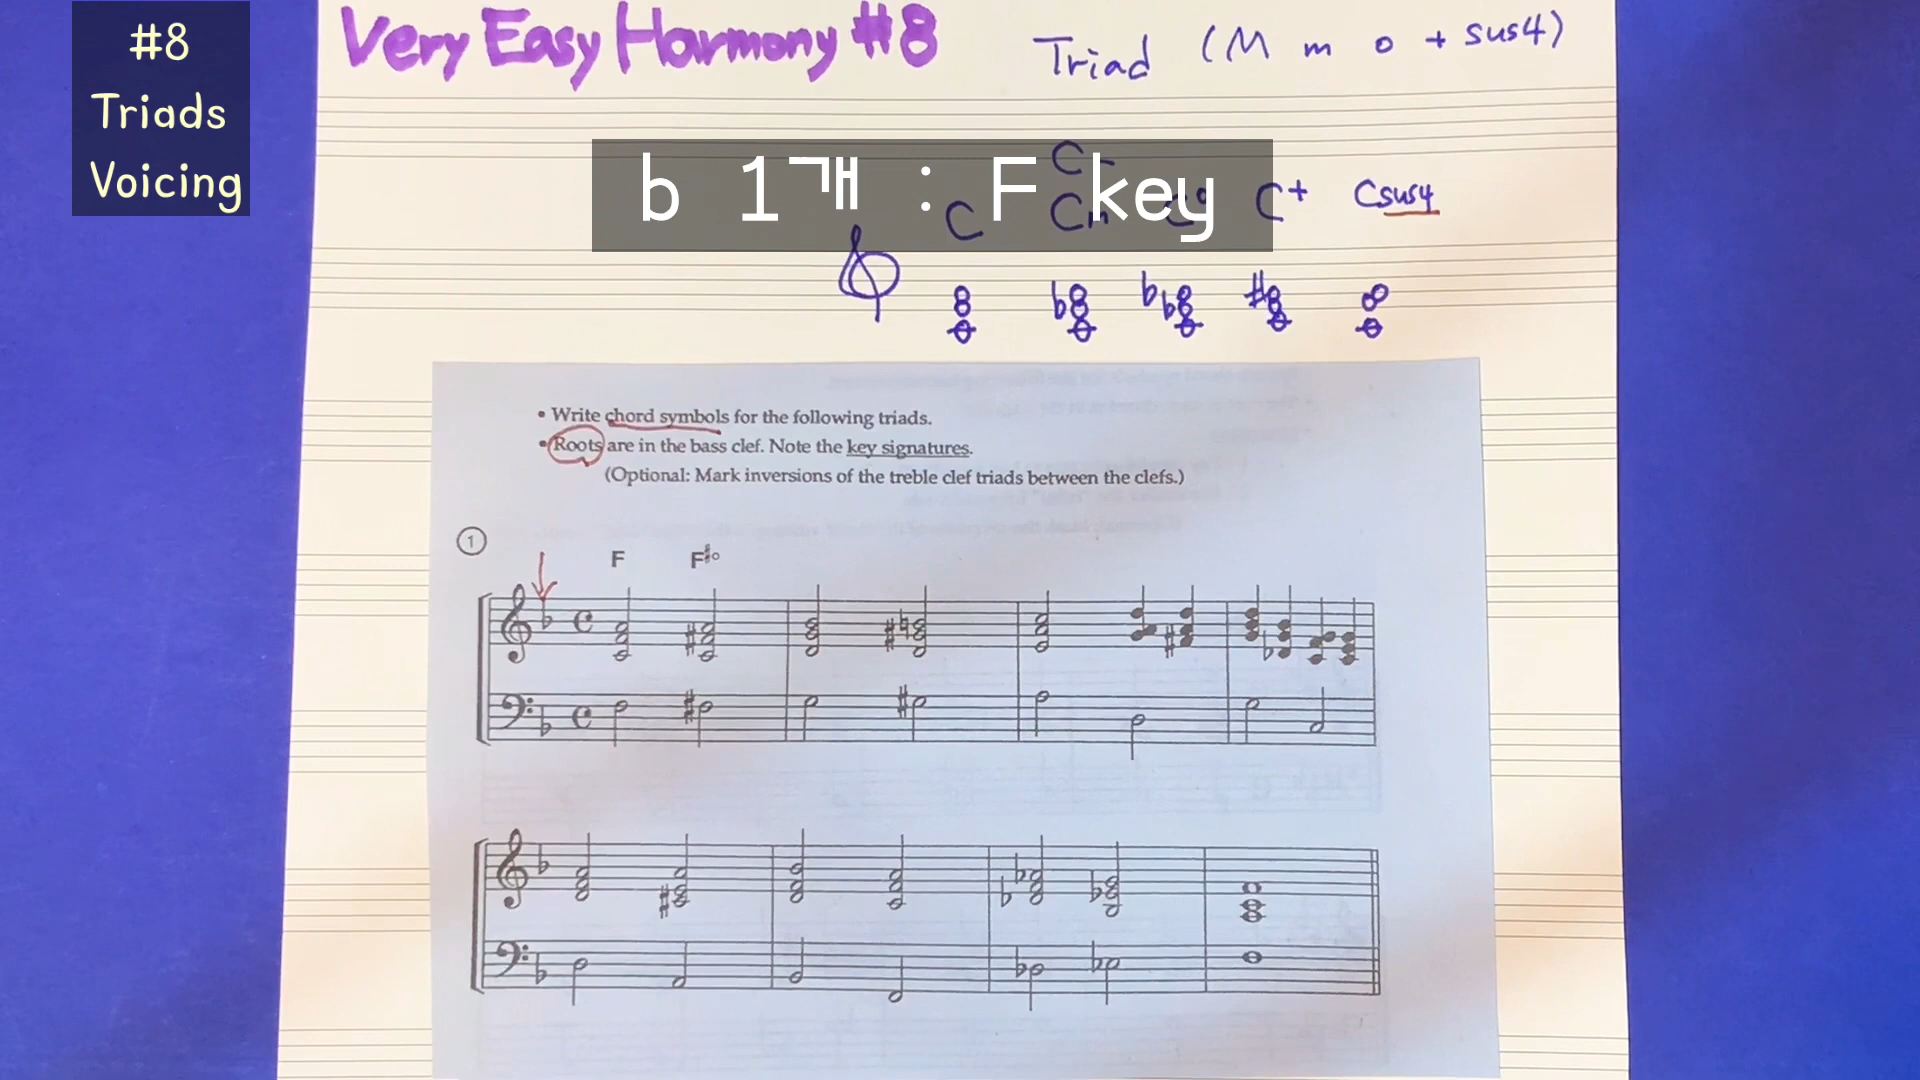 #8
Triads
Voicing
Very Easy Harmony #8
Triad (M m o + sus4)
b 1개 : F key
C-
C Cm C° C+ Csus4
• Write chord symbols for the following triads.
• Roots are in the bass clef. Note the key signatures.
(Optional: Mark inversions of the treble clef triads between the clefs.)
1
F F#°